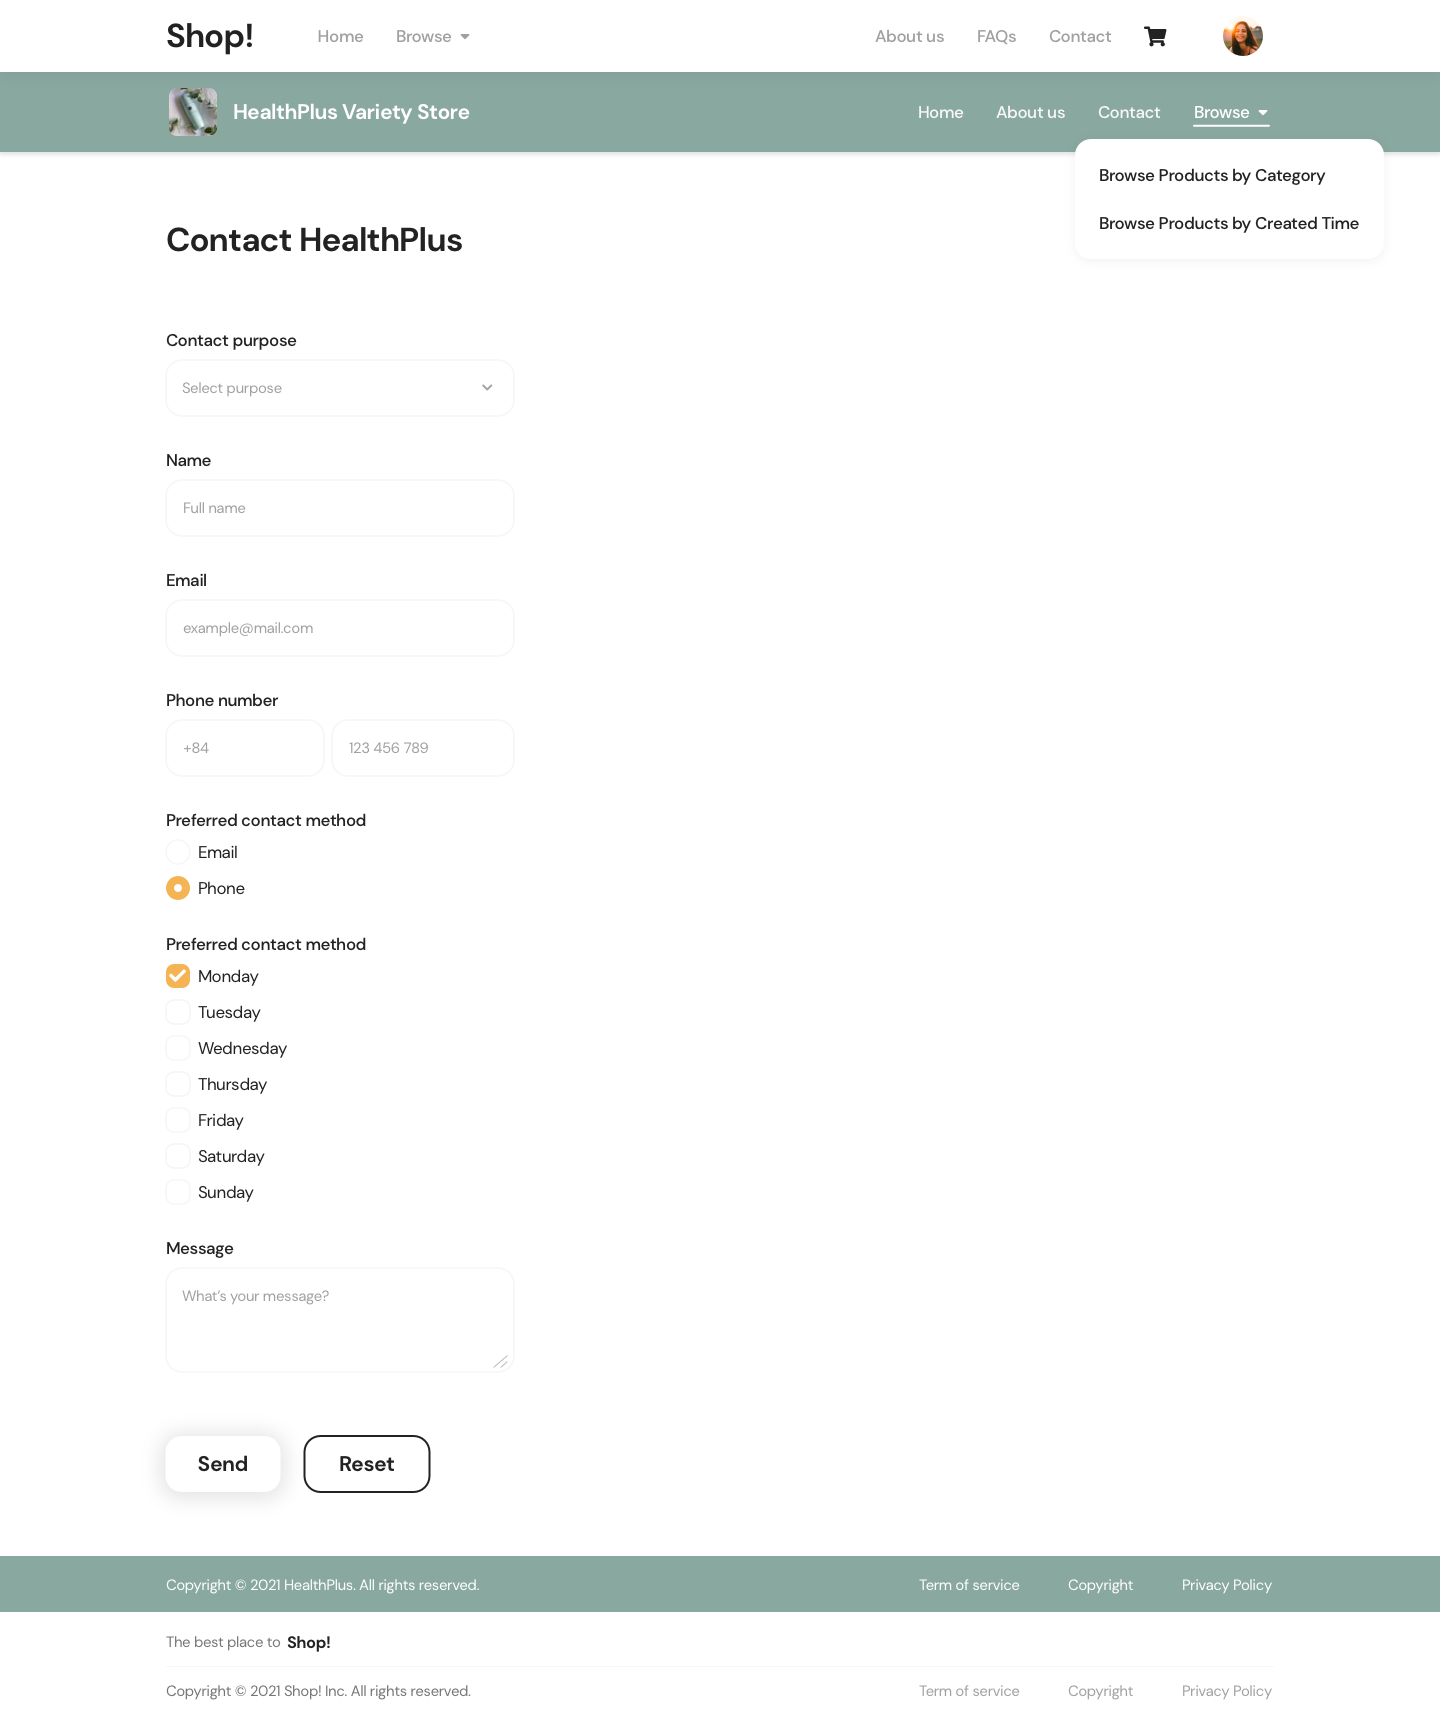 Shop! Home Browse About us FAQs Contact
HealthPlus Variety Store Home About us Contact Browse
Browse Products by Category
Browse Products by Created Time
Contact HealthPlus
Contact purpose
Select purpose
Name
Full name
Email
example@mail.com
Phone number
+84 123 456 789
Preferred contact method
Email
Phone
Preferred contact method
Monday
Tuesday
Wednesday
Thursday
Friday
Saturday
Sunday
Message
What's your message?
Send Reset
Copyright © 2021 HealthPlus. All rights reserved. Term of service Copyright Privacy Policy
The best place to Shop!
Copyright © 2021 Shop! Inc. All rights reserved. Term of service Copyright Privacy Policy